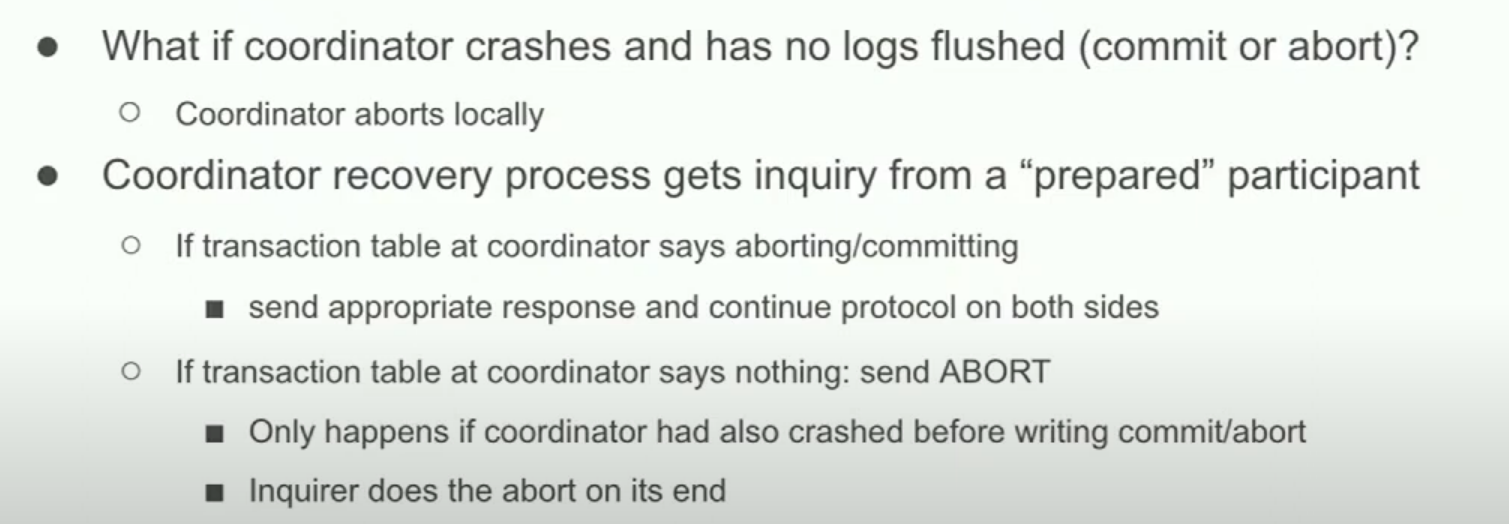 ● What if coordinator crashes and has no logs flushed (commit or abort)?
○ Coordinator aborts locally
● Coordinator recovery process gets inquiry from a “prepared” participant
○ If transaction table at coordinator says aborting/committing
■ send appropriate response and continue protocol on both sides
○ If transaction table at coordinator says nothing: send ABORT
■ Only happens if coordinator had also crashed before writing commit/abort
■ Inquirer does the abort on its end